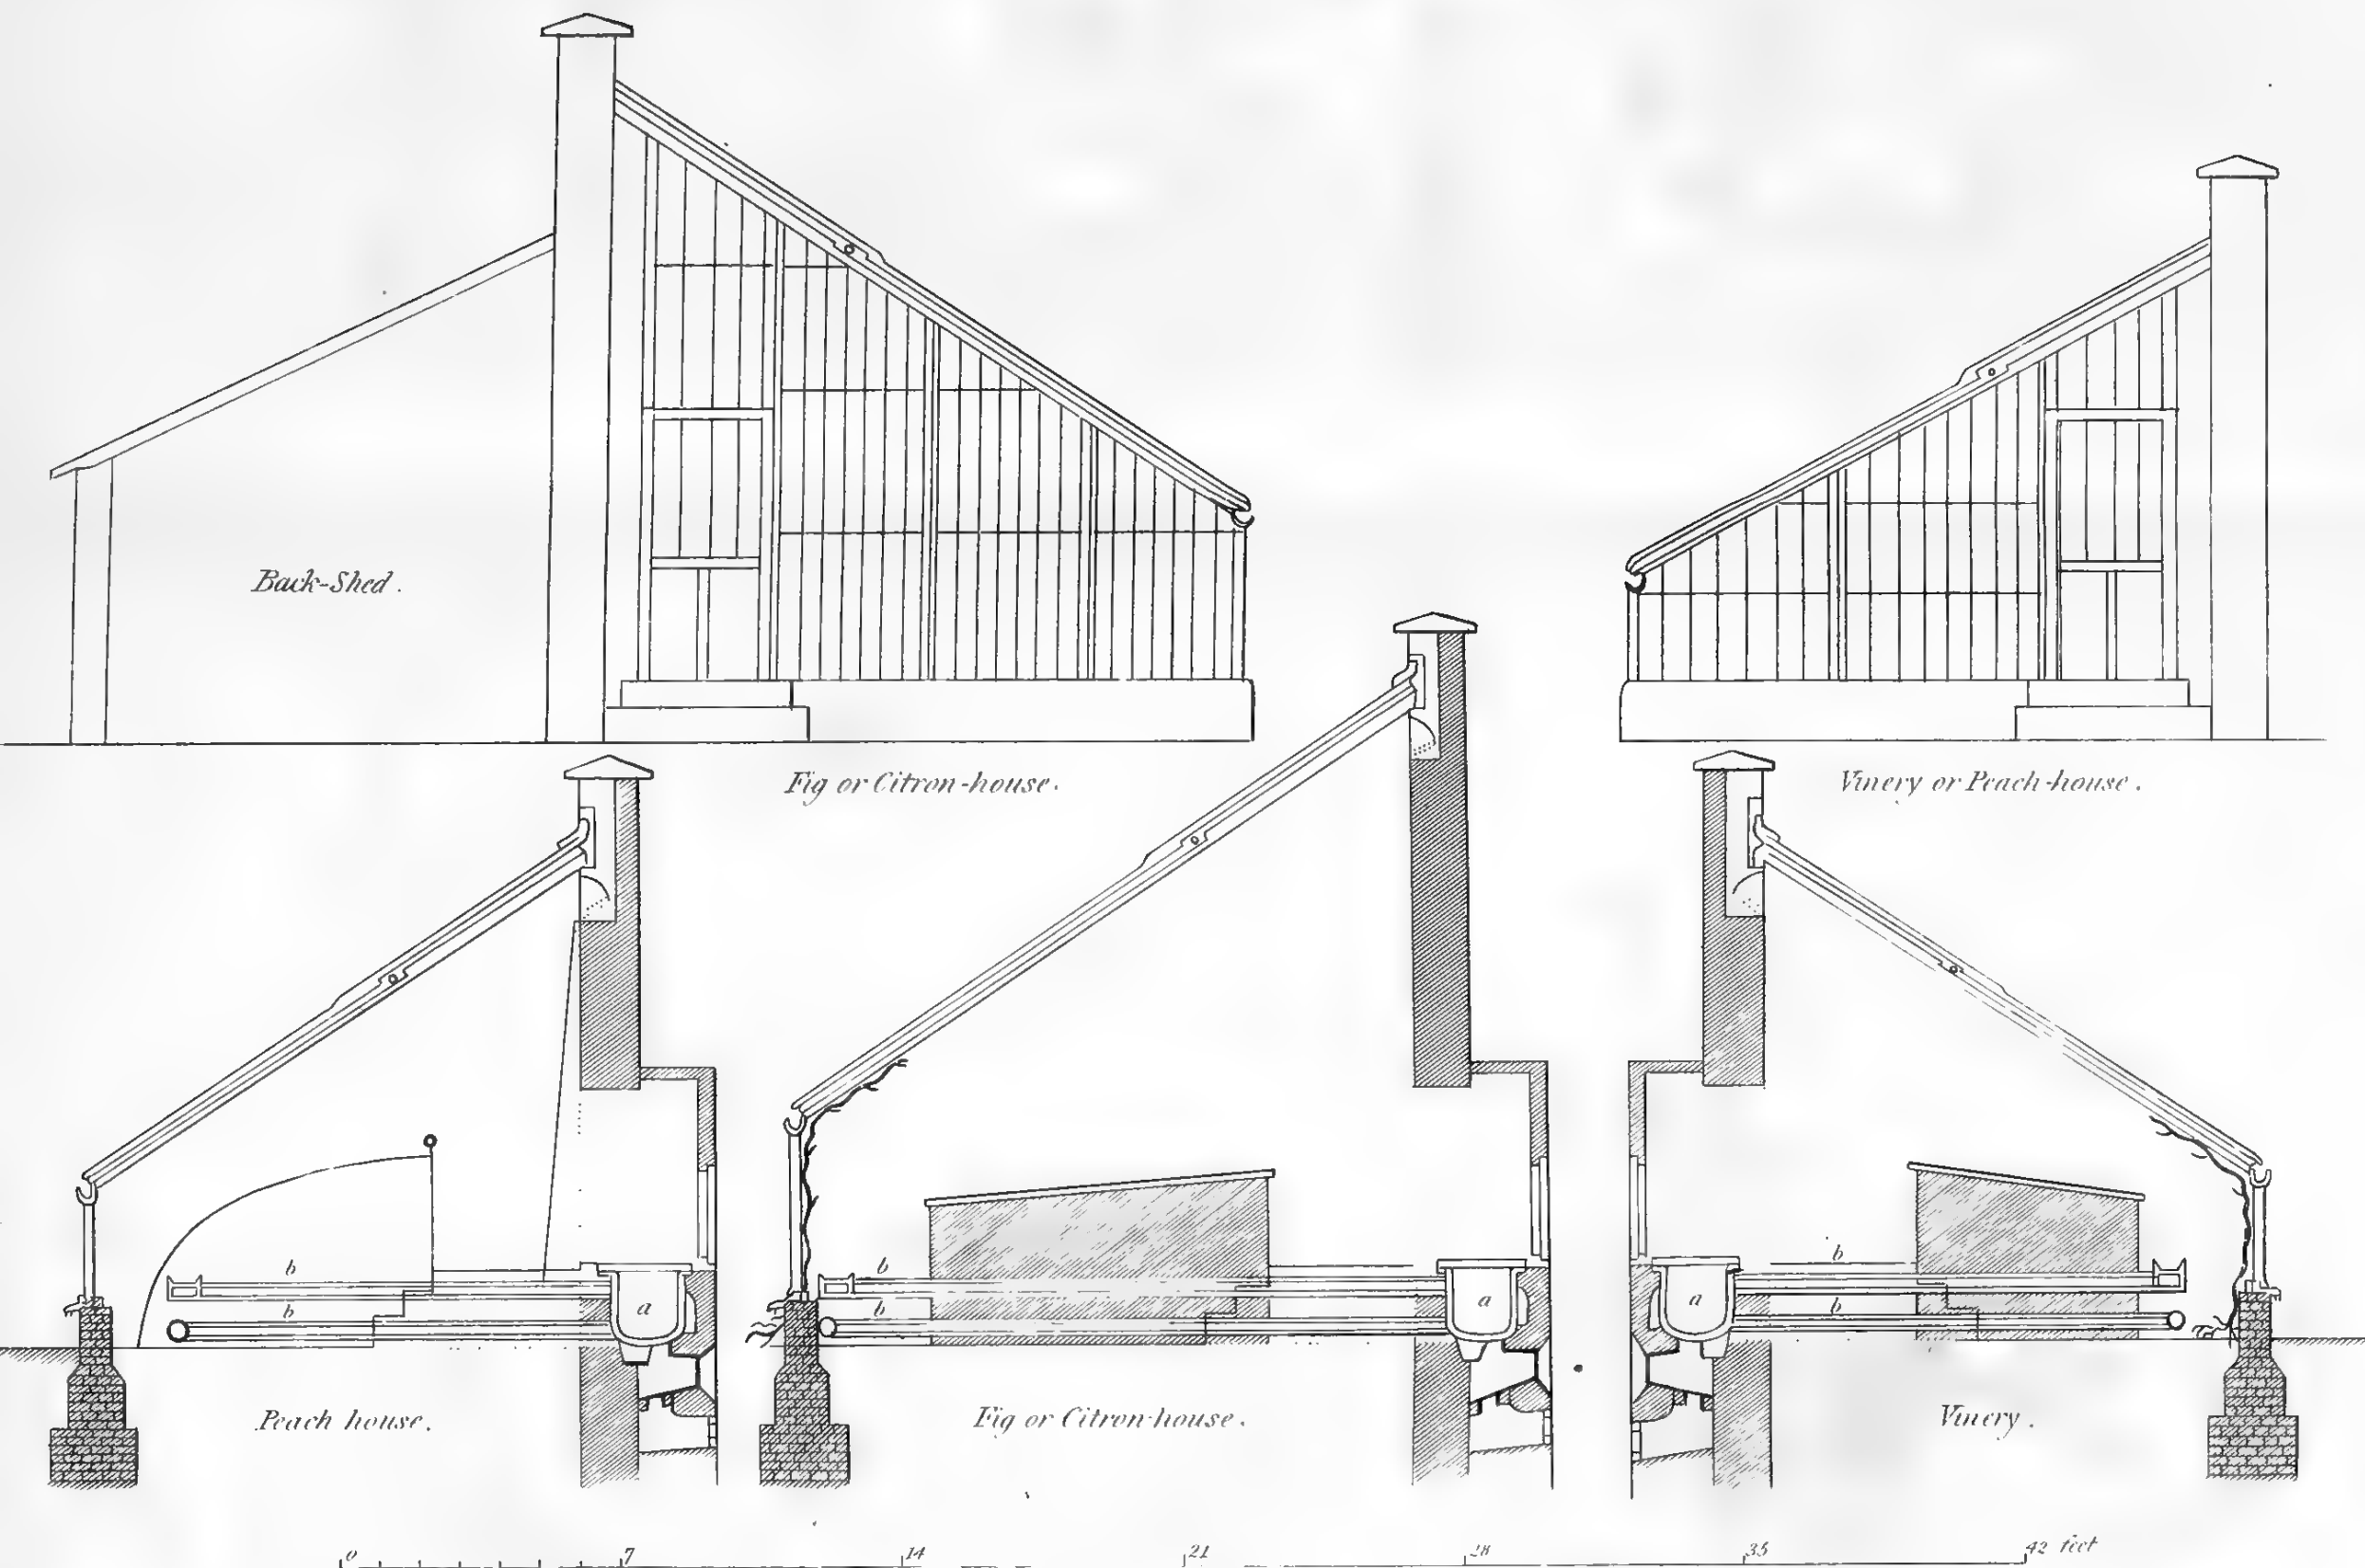 Back-Shed.
Fig or Citron-house.
Vinery or Peach-house.
b
b
a
b
b
a
b
b
a
Peach house.
Fig or Citron-house.
Vinery.
0 7 14 21 28 35 42 feet